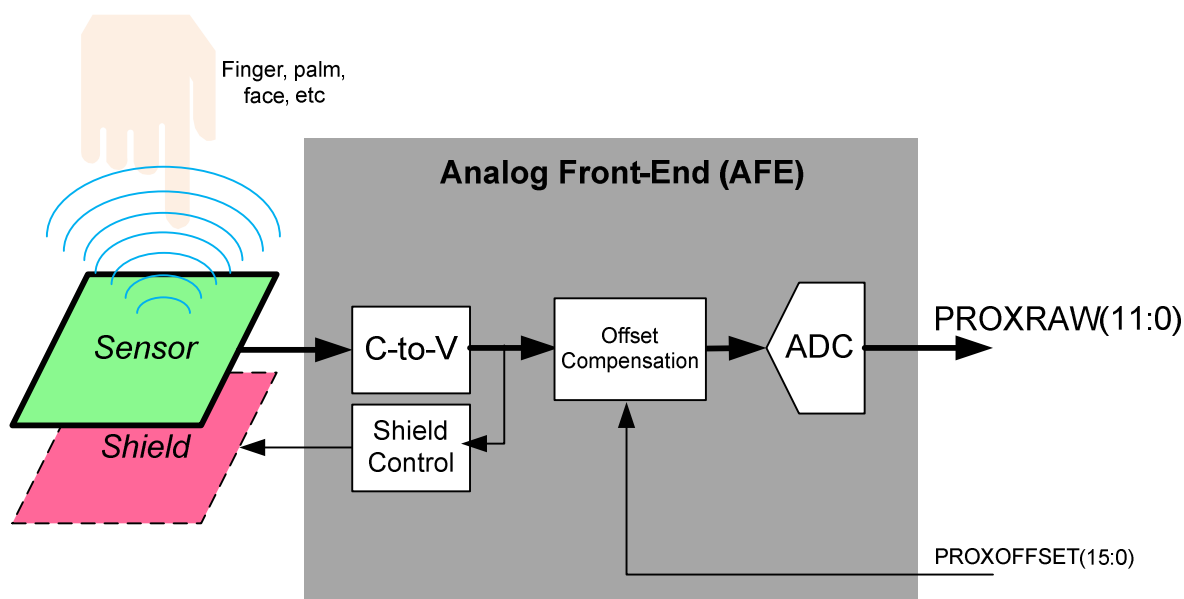 Finger, palm,
face, etc
Analog Front-End (AFE)
Sensor
Shield
C-to-V
Shield
Control
Offset
Compensation
ADC
PROXRAW(11:0)
PROXOFFSET(15:0)